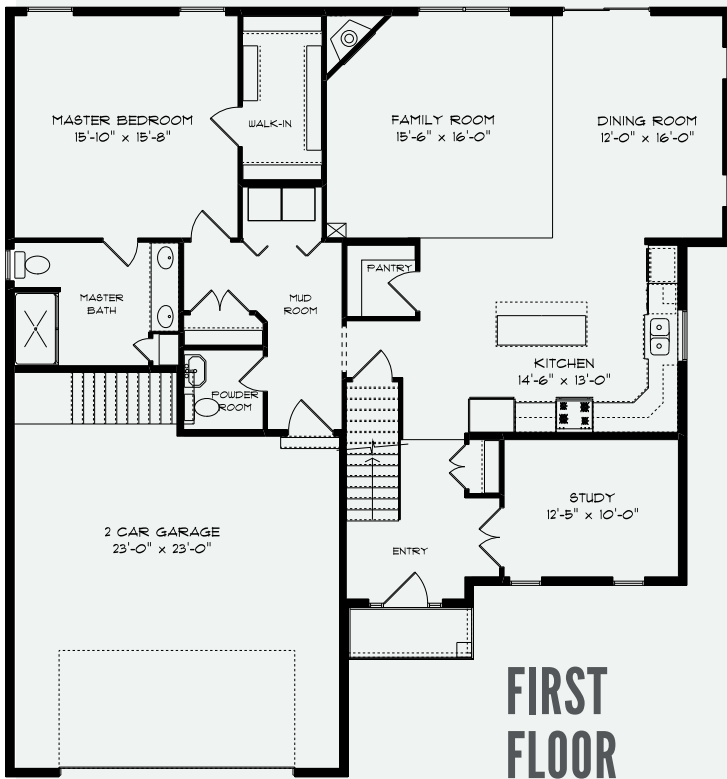 MASTER BEDROOM
15'-10" x 15'-8"
WALK-IN
FAMILY ROOM
15'-6" x 16'-0"
DINING ROOM
12'-0" x 16'-0"
PANTRY
MASTER
BATH
MUD
ROOM
KITCHEN
14'-6" x 13'-0"
POWDER
ROOM
2 CAR GARAGE
23'-0" x 23'-0"
ENTRY
STUDY
12'-5" x 10'-0"
FIRST
FLOOR